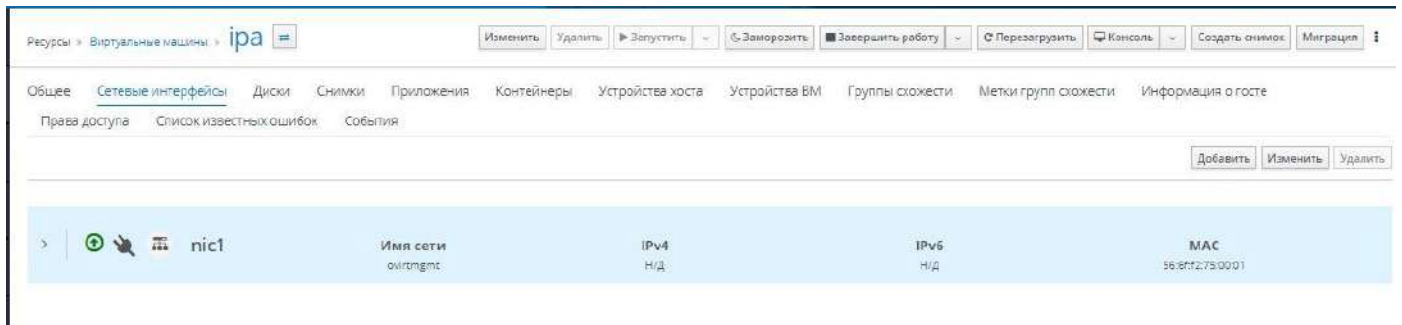 Ресурсы » Виртуальные машины » ipa
Изменить Удалить Запустить Заморозить Завершить работу Перезагрузить Консоль Создать снимок Миграция
Общее Сетевые интерфейсы Диски Снимки Приложения Контейнеры Устройства хоста Устройства ВМ Группы схожести Метки групп схожести Информация о госте
Права доступа Список известных ошибок События
Добавить Изменить Удалить
nic1 Имя сети IPv4 IPv6 MAC
ovirtmgmt Н/Д Н/Д 56:6f:f2:75:00:01